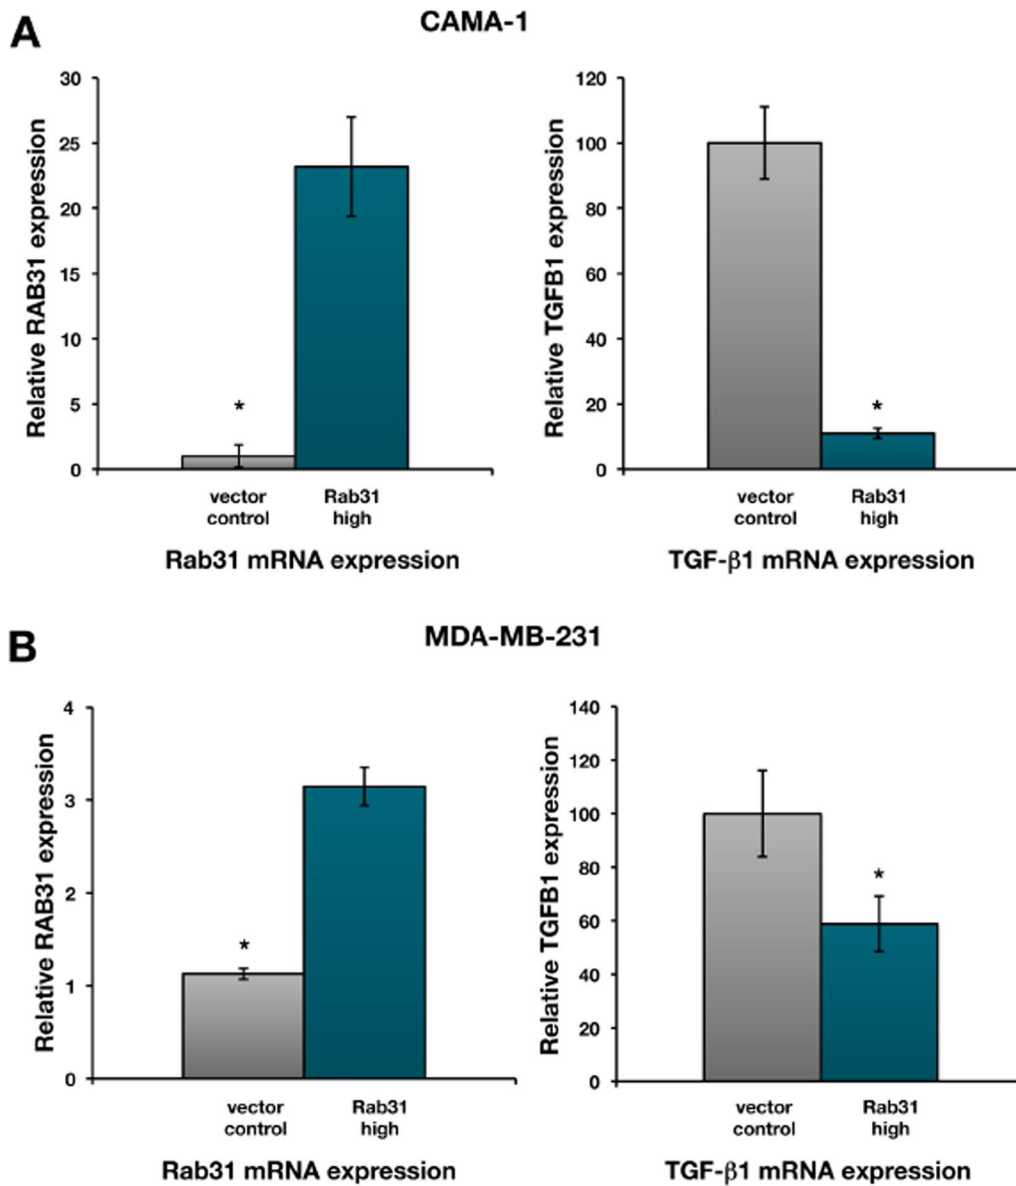 A
CAMA-1
Relative RAB31 expression
30
25
20
15
10
5
0
*
vector
control
Rab31
high
Rab31 mRNA expression
Relative TGFB1 expression
120
100
80
60
40
20
0
*
vector
control
Rab31
high
TGF-β1 mRNA expression
B
MDA-MB-231
Relative RAB31 expression
4
3
2
1
0
*
vector
control
Rab31
high
Rab31 mRNA expression
Relative TGFB1 expression
140
120
100
80
60
40
20
0
*
vector
control
Rab31
high
TGF-β1 mRNA expression